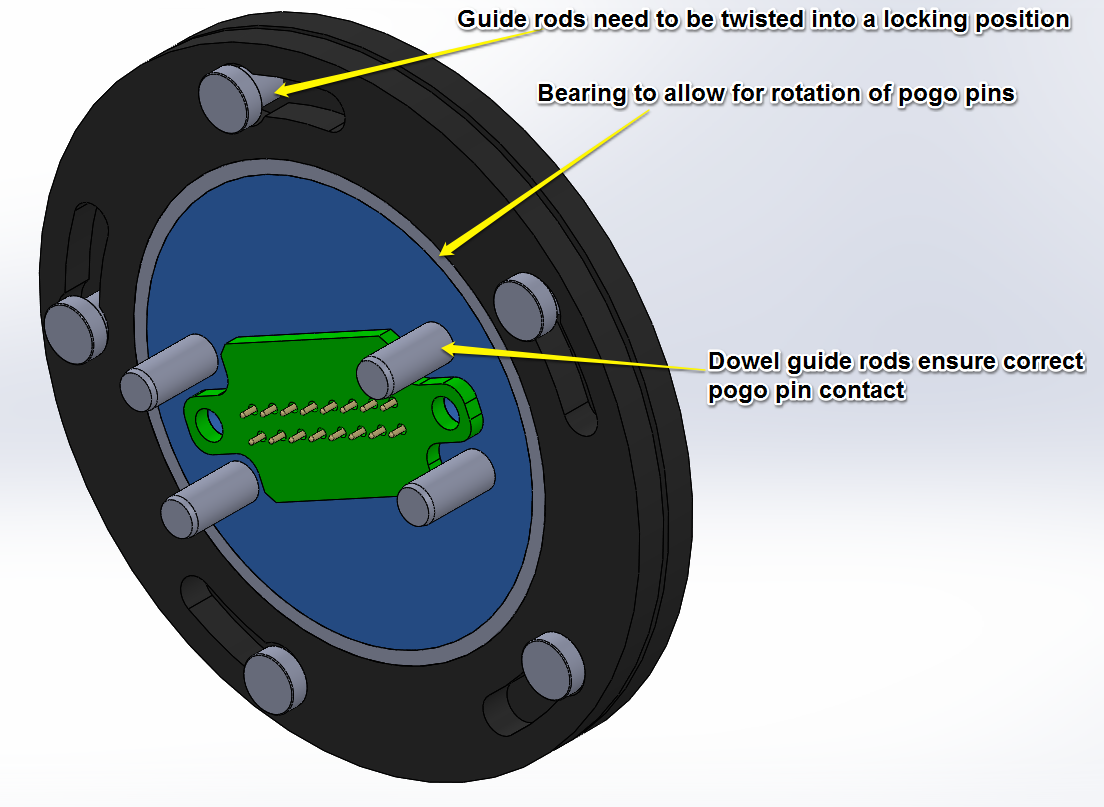 Guide rods need to be twisted into a locking position
Bearing to allow for rotation of pogo pins
Dowel guide rods ensure correct
pogo pin contact